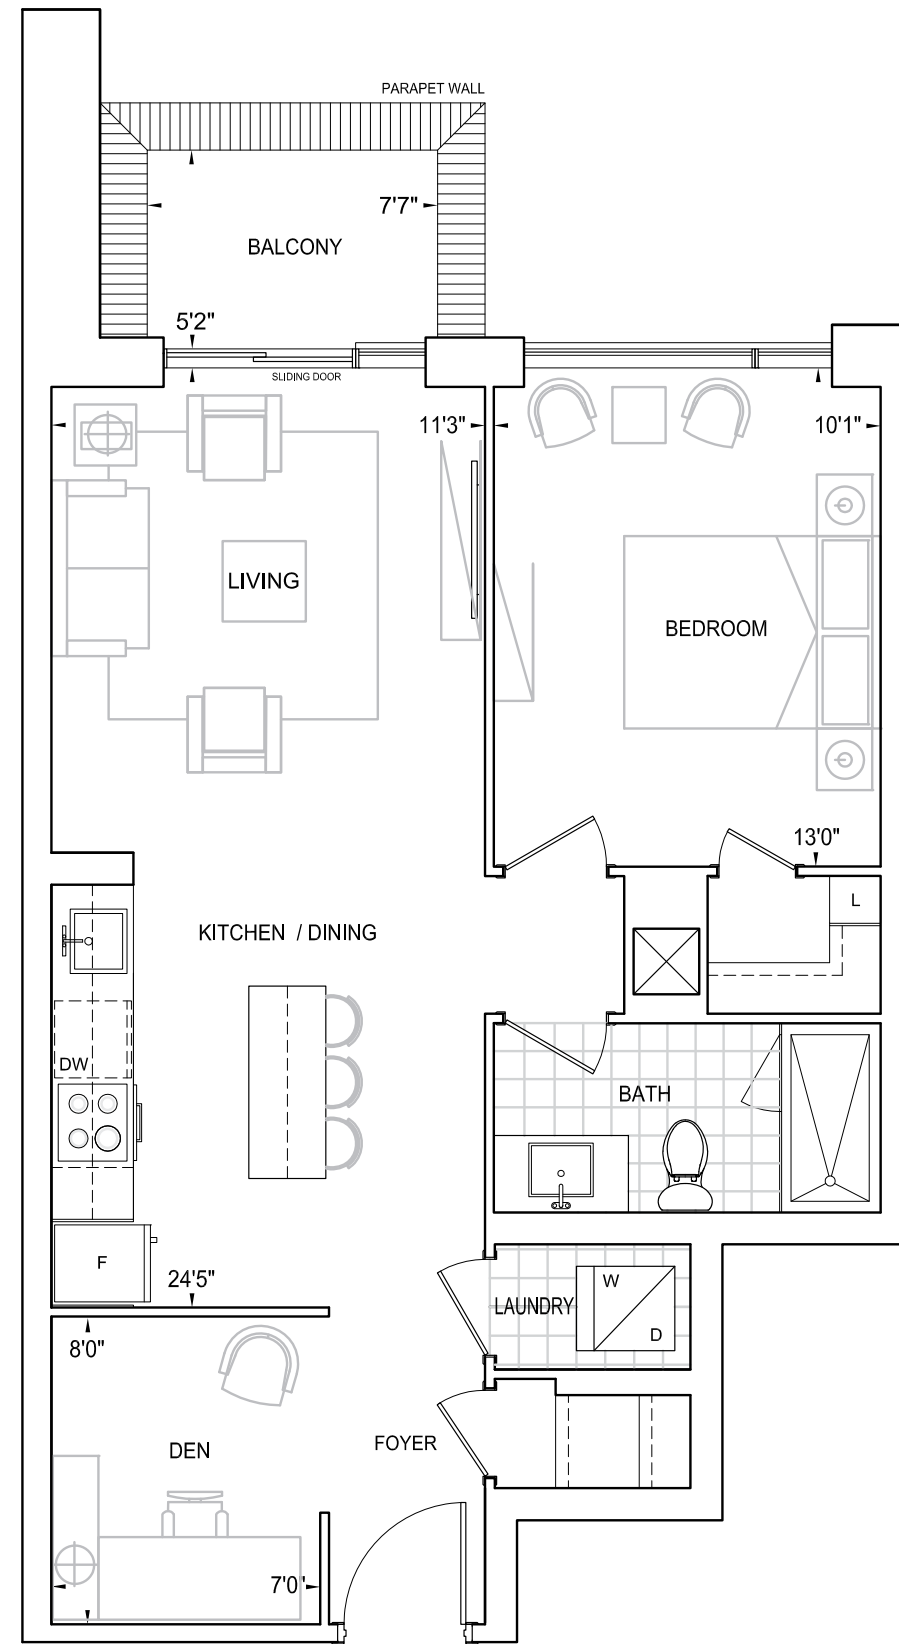 PARAPET WALL
7'7"
BALCONY
5'2"
SLIDING DOOR
11'3"
10'1"
LIVING
BEDROOM
13'0"
L
KITCHEN / DINING
DW
BATH
F
24'5"
W
LAUNDRY
D
8'0"
FOYER
DEN
7'0'